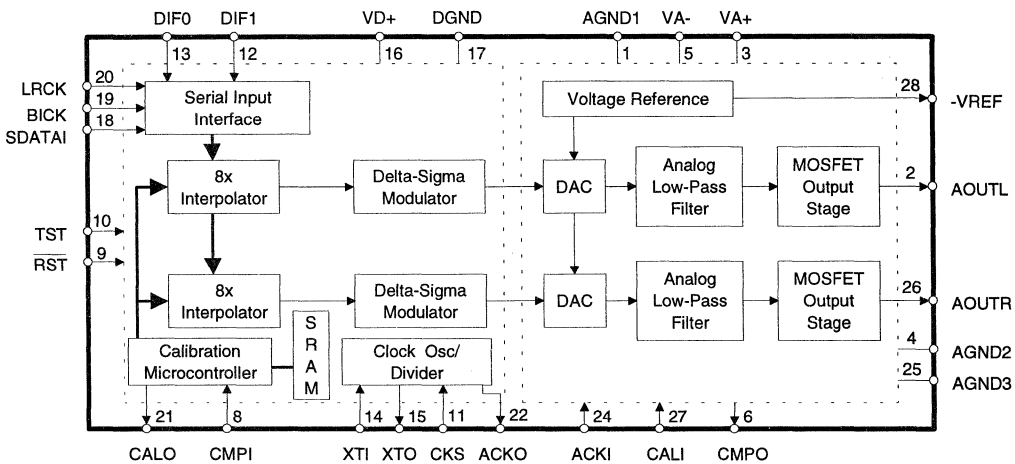 DIF0 DIF1 VD+ DGND AGND1 VA- VA+
13 12 16 17 1 5 3
LRCK 20
BICK 19
SDATAI 18
Serial Input
Interface
Voltage Reference
28 -VREF
8x
Interpolator
Delta-Sigma
Modulator
DAC
Analog
Low-Pass
Filter
MOSFET
Output
Stage
2 AOUTL
TST 10
RST 9
8x
Interpolator
Delta-Sigma
Modulator
DAC
Analog
Low-Pass
Filter
MOSFET
Output
Stage
26 AOUTR
Calibration
Microcontroller
S
R
A
M
Clock Osc/
Divider
4 AGND2
25 AGND3
21 8 14 15 11 22 24 27 6
CALO CMPI XTI XTO CKS ACKO ACKI CALI CMPO